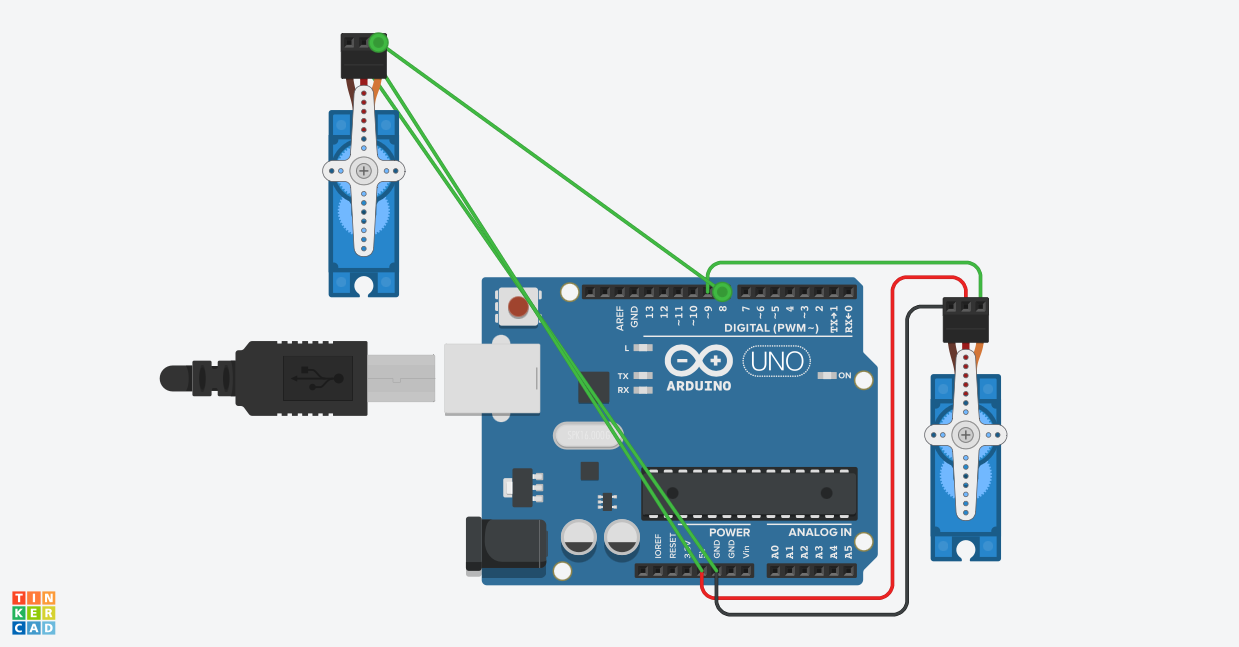 AREF
GND
13
12
~11
~10
~9
8
7
~6
~5
4
~3
2
TX→1
RX←0
DIGITAL (PWM~)
L
TX
RX
ARDUINO
UNO
ON
POWER
ANALOG IN
IOREF
RESET
3.3V
5V
GND
GND
Vin
A0
A1
A2
A3
A4
A5
TIN
KER
CAD